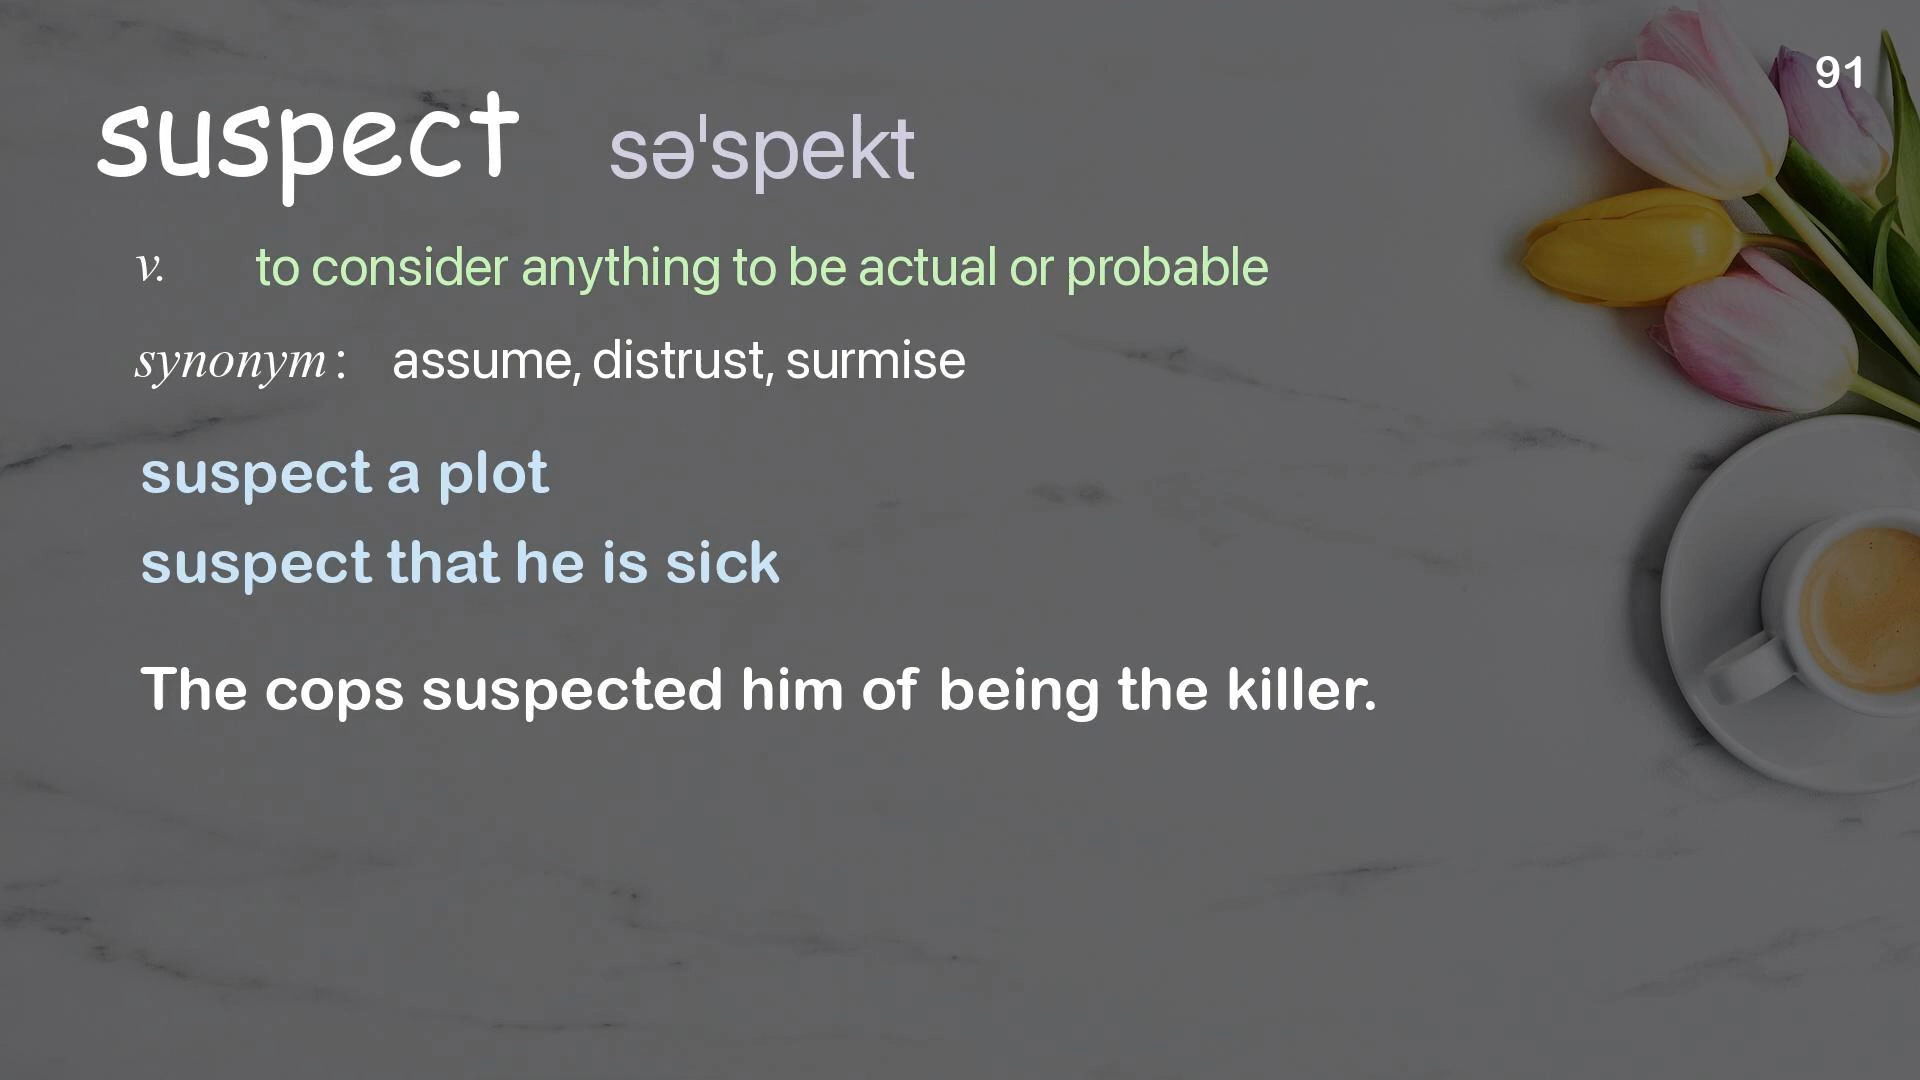 91
suspect səˈspekt
v. to consider anything to be actual or probable
synonym: assume, distrust, surmise
suspect a plot
suspect that he is sick
The cops suspected him of being the killer.